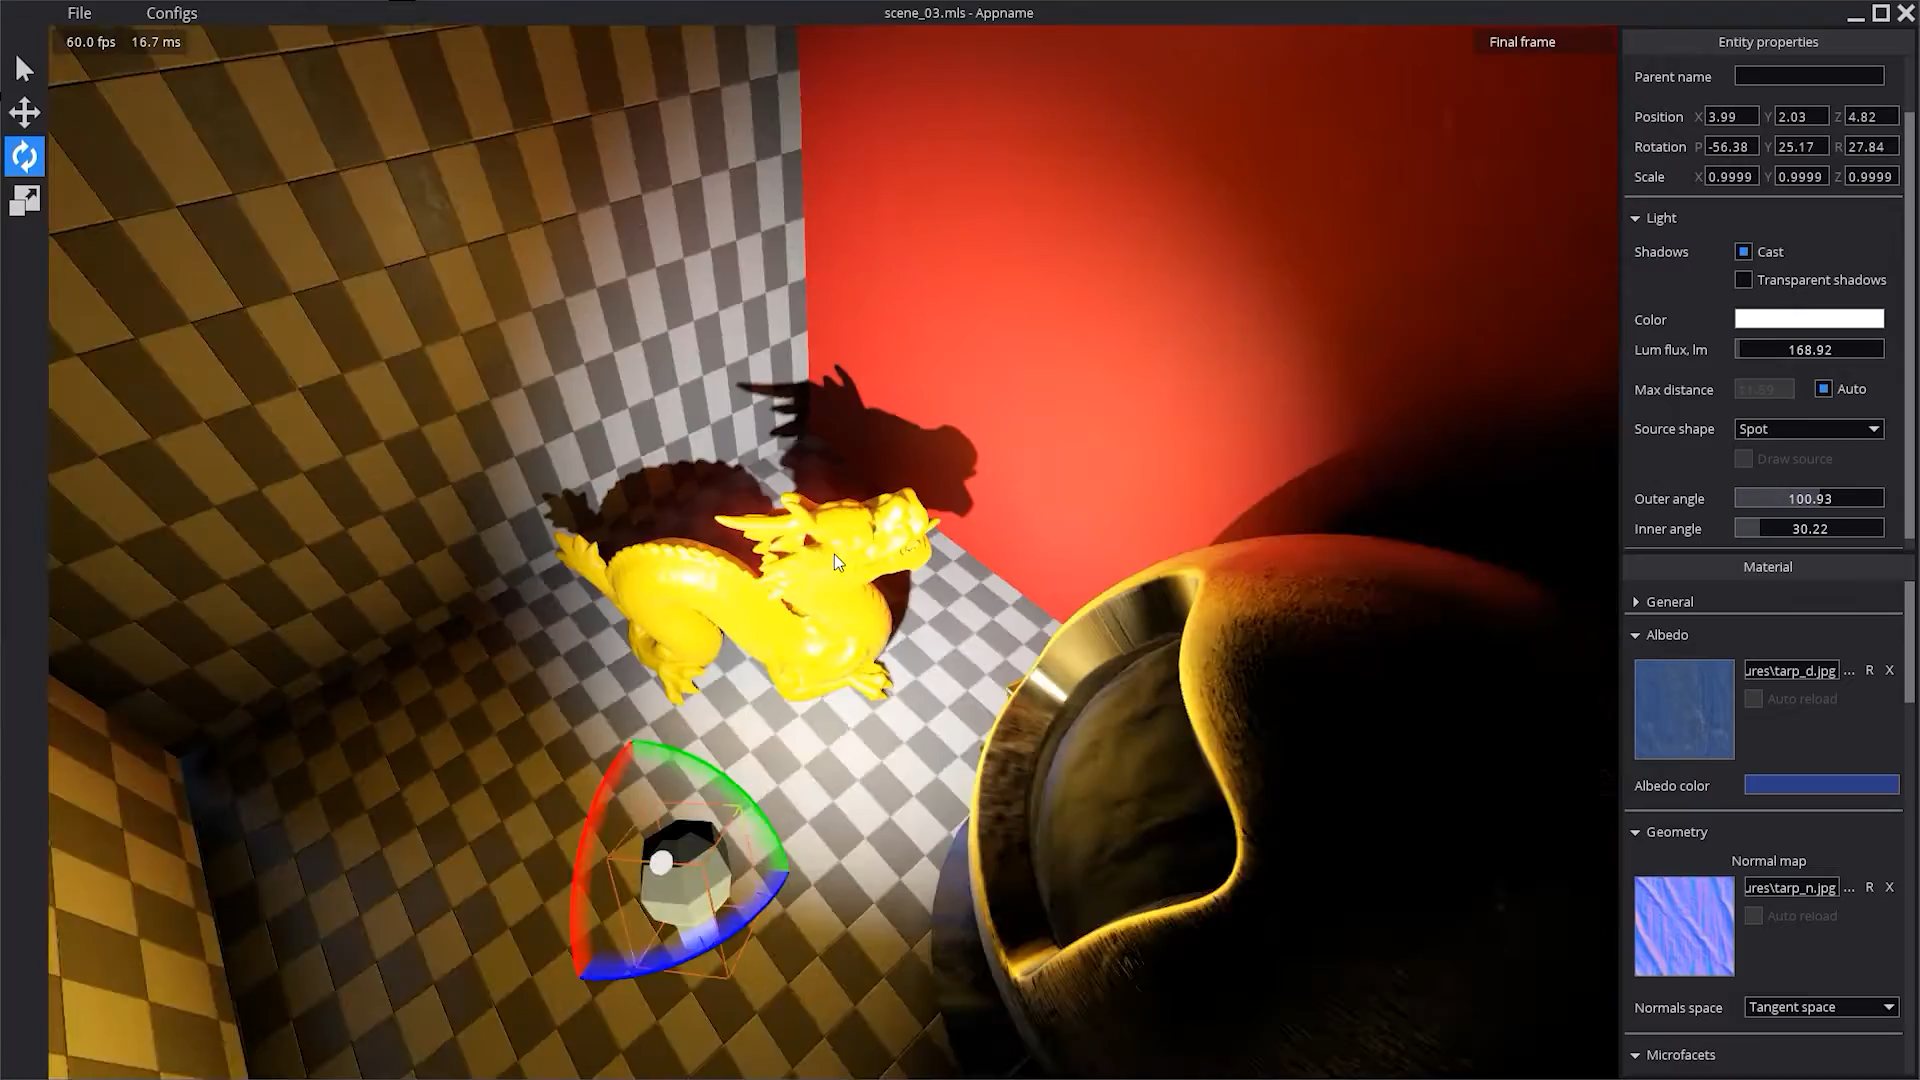 File Configs scene_03.mls - Appname
60.0 fps 16.7 ms Final frame
Entity properties
Parent name
Position X 3.99 Y 2.03 Z 4.82
Rotation P -56.38 Y 25.17 R 27.84
Scale X 0.9999 Y 0.9999 Z 0.9999
Light
Shadows Cast
Transparent shadows
Color
Lum flux, lm 168.92
Max distance Auto
Source shape Spot
Draw source
Outer angle 100.93
Inner angle 30.22
Material
General
Albedo
ures\tarp_d.jpg ... R X
Auto reload
Albedo color
Geometry
Normal map
ures\tarp_n.jpg ... R X
Auto reload
Normals space Tangent space
Microfacets